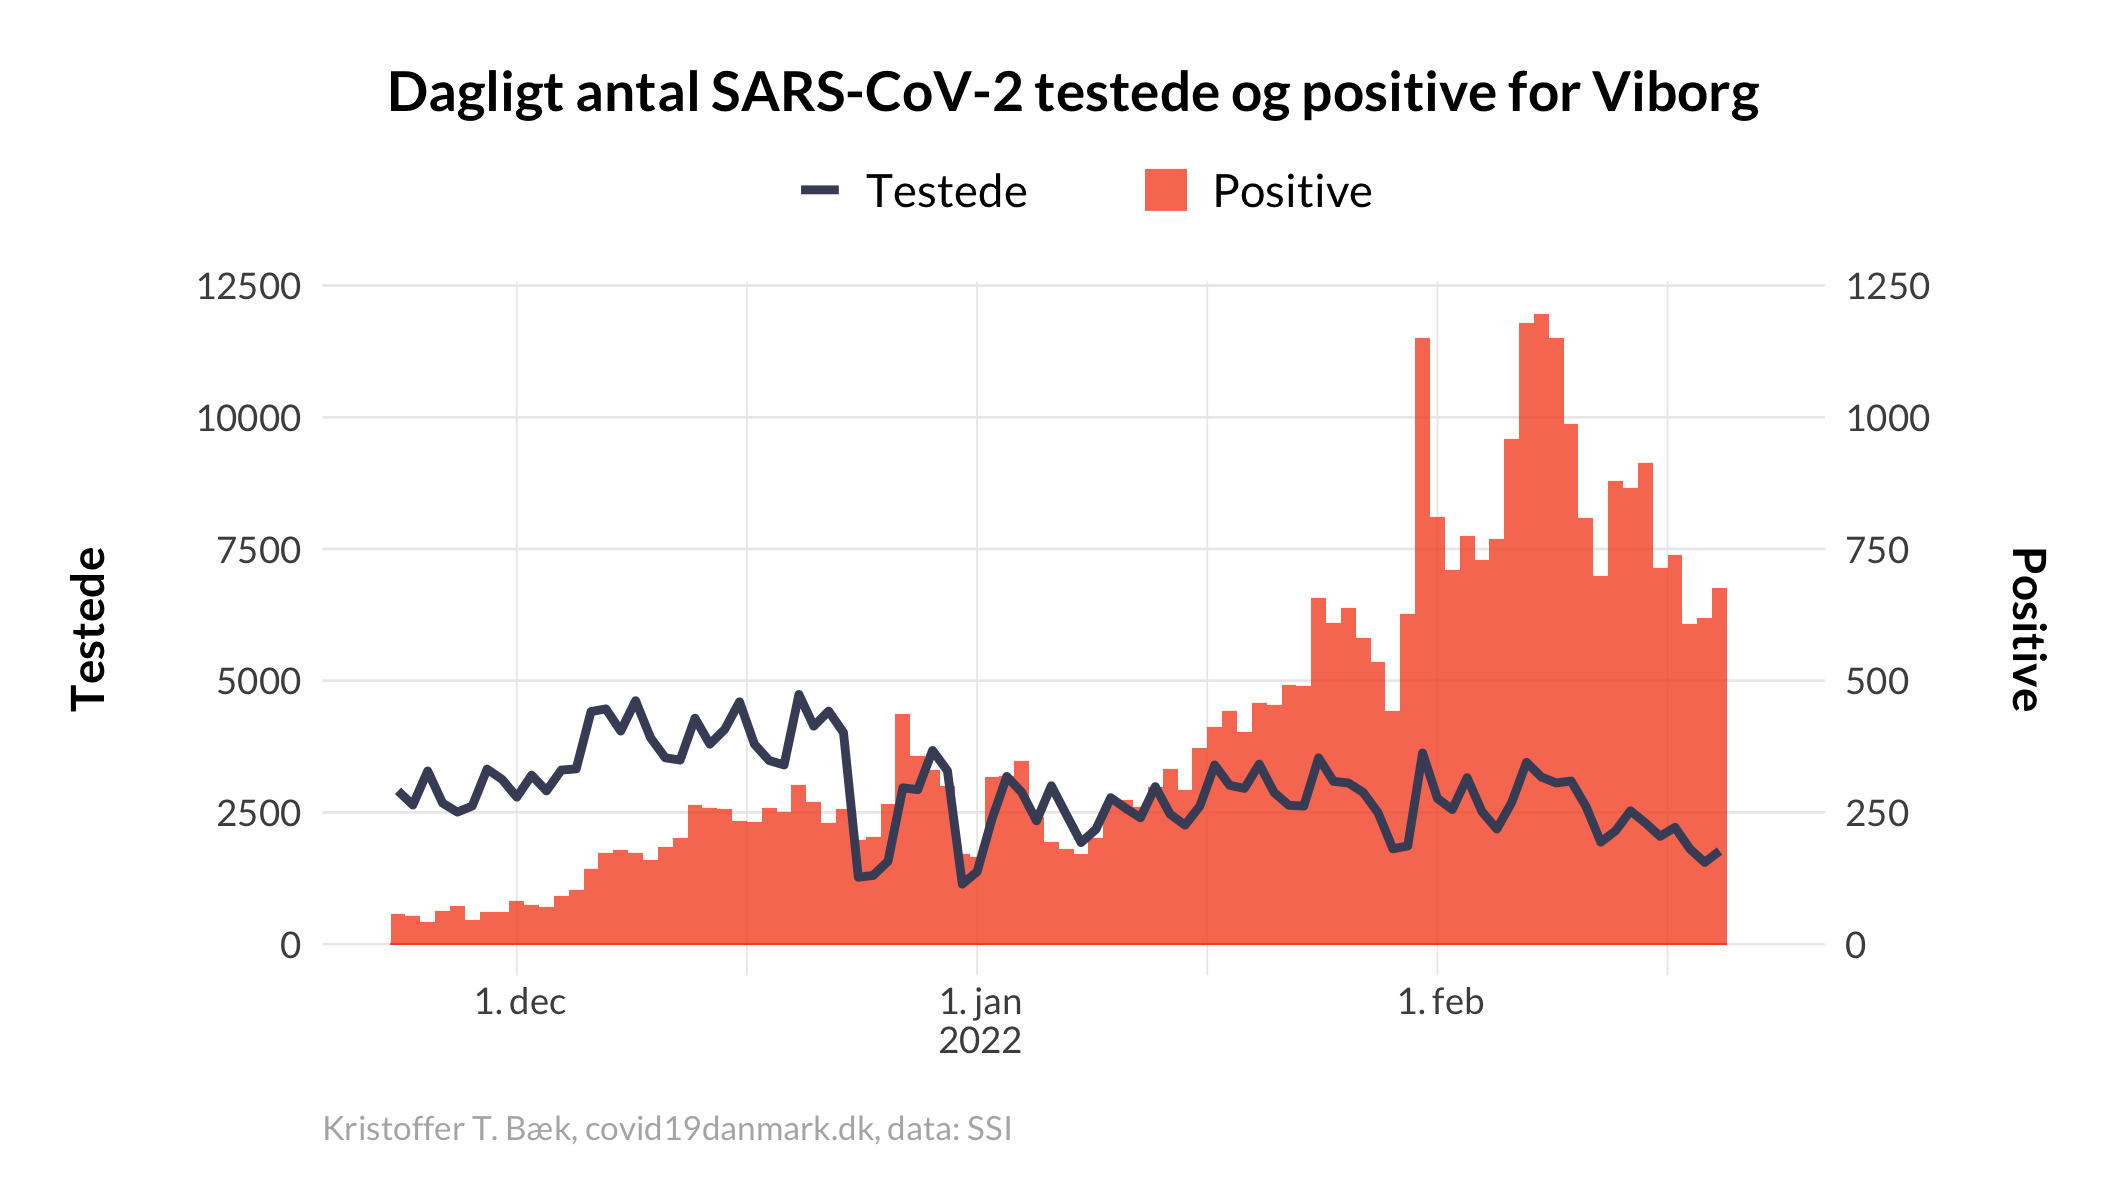 Dagligt antal SARS-CoV-2 testede og positive for Viborg
Testede
Positive
12500
10000
7500
5000
2500
0
1250
1000
750
500
250
0
Testede
Positive
1. dec
1. jan
2022
1. feb
Kristoffer T. Bæk, covid19danmark.dk, data: SSI